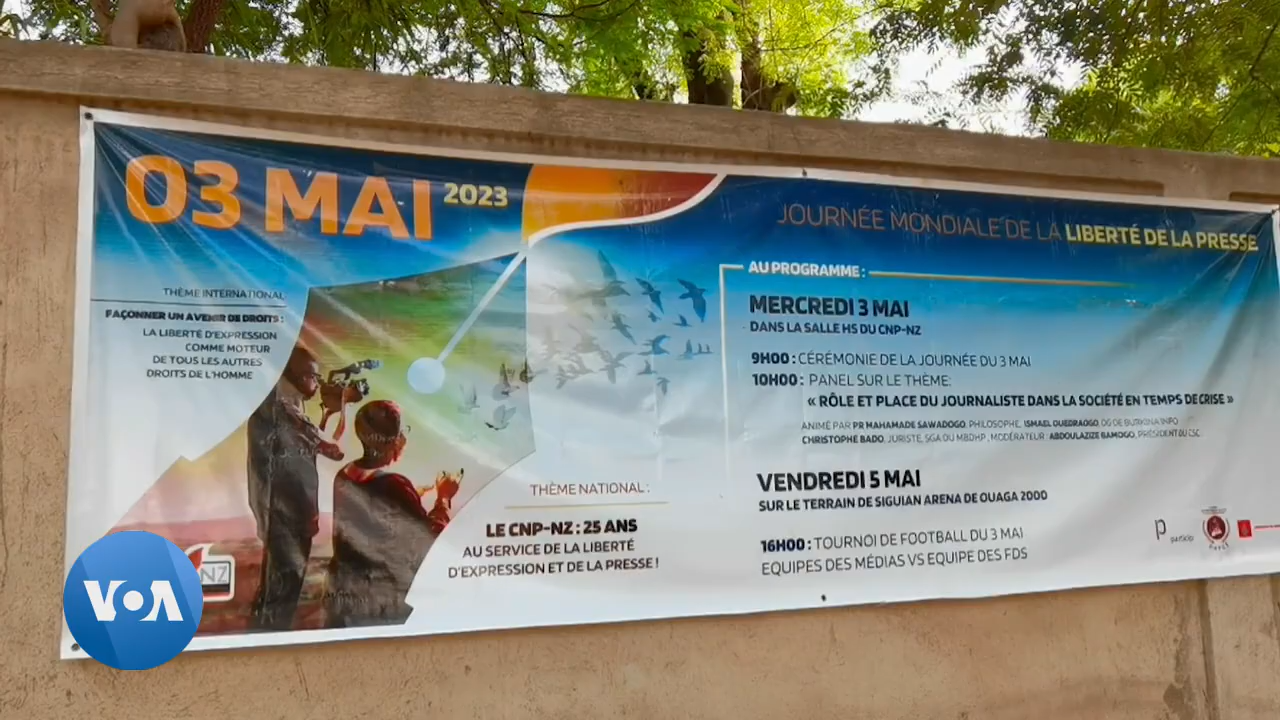 03 MAI 2023
JOURNÉE MONDIALE DE LA LIBERTÉ DE LA PRESSE
THÈME INTERNATIONAL
FAÇONNER UN AVENIR DE DROITS :
LA LIBERTÉ D'EXPRESSION
COMME MOTEUR
DE TOUS LES AUTRES
DROITS DE L'HOMME
THÈME NATIONAL :
LE CNP-NZ : 25 ANS
AU SERVICE DE LA LIBERTÉ
D'EXPRESSION ET DE LA PRESSE !
AU PROGRAMME :
MERCREDI 3 MAI
DANS LA SALLE HS DU CNP-NZ
9H00 : CÉRÉMONIE DE LA JOURNÉE DU 3 MAI
10H00 : PANEL SUR LE THÈME:
« RÔLE ET PLACE DU JOURNALISTE DANS LA SOCIÉTÉ EN TEMPS DE CRISE »
ANIMÉ PAR PR MAHAMADE SAWADOGO, PHILOSOPHE, ISMAEL OUEDRAOGO DG DE BURKINA INFO
CHRISTOPHE BADO, JURISTE, SGA DU MBDHP, MODÉRATEUR : ABDOULAZIZE BAMOGO, PRÉSIDENT DU CSC
VENDREDI 5 MAI
SUR LE TERRAIN DE SIGUIAN ARENA DE OUAGA 2000
16H00 : TOURNOI DE FOOTBALL DU 3 MAI
EQUIPES DES MÉDIAS VS EQUIPE DES FDS
particip
NZ
VOA